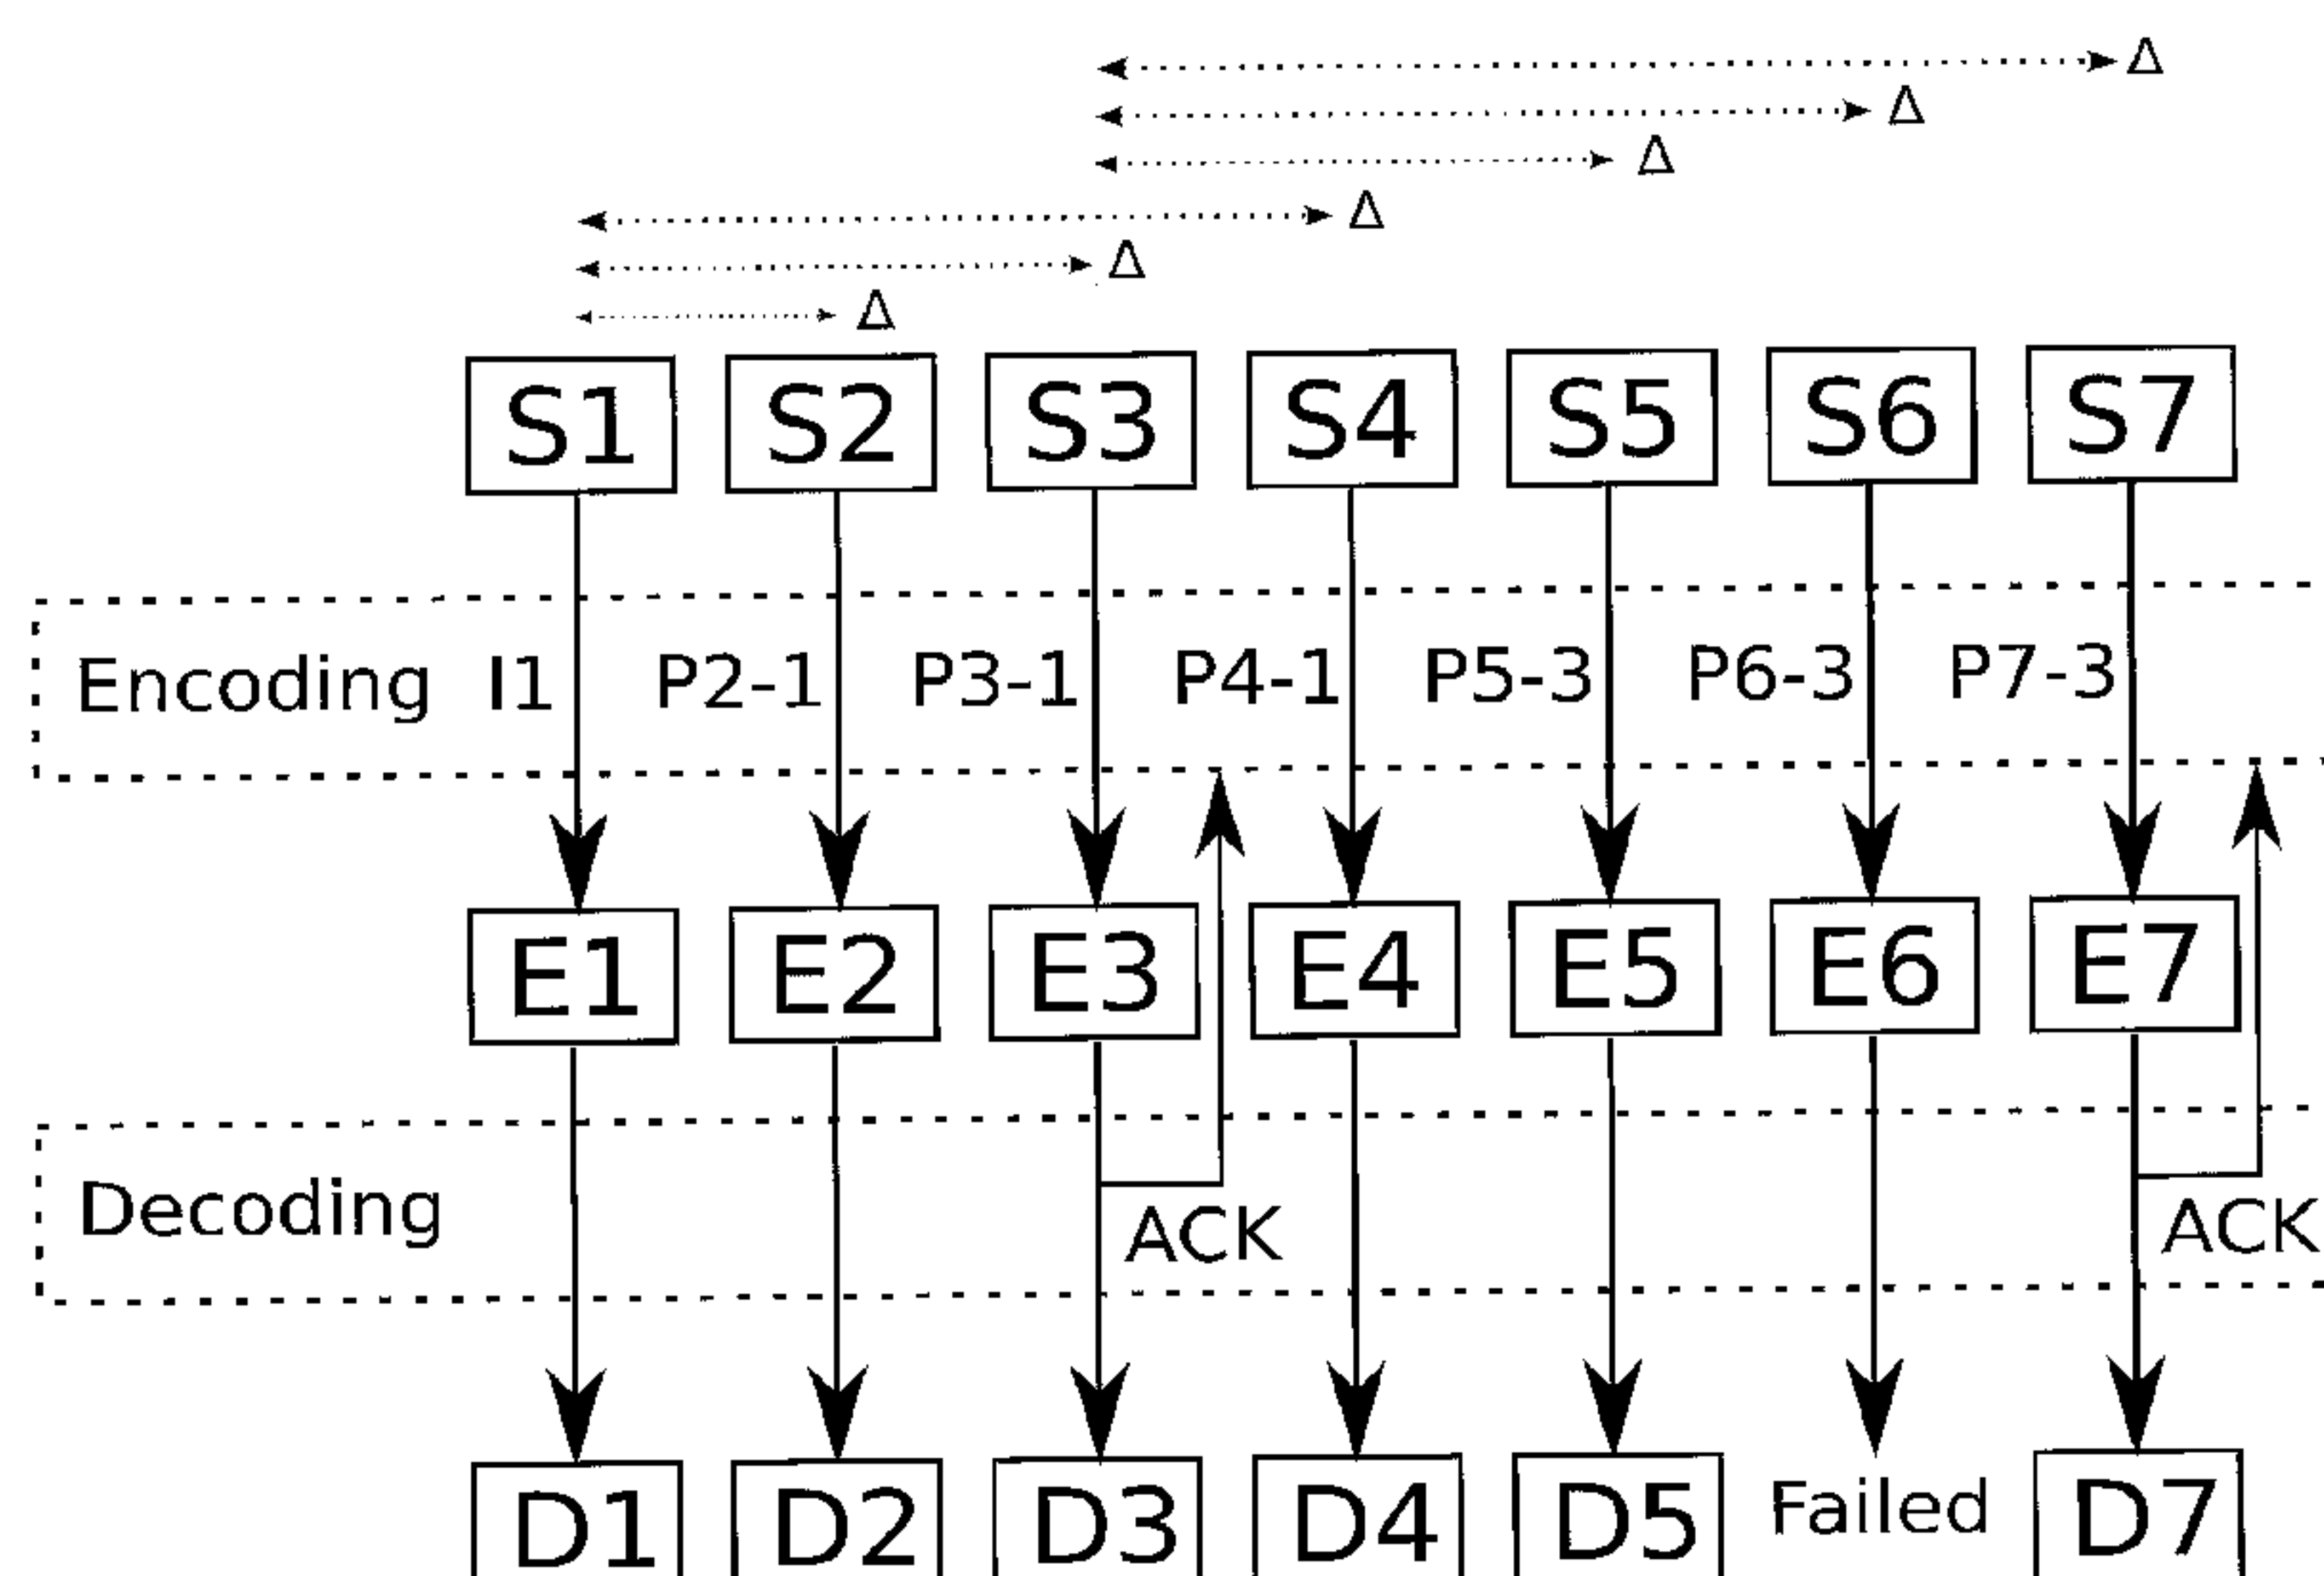 Δ
Δ
Δ
Δ
Δ
Δ
S1 S2 S3 S4 S5 S6 S7
Encoding I1 P2-1 P3-1 P4-1 P5-3 P6-3 P7-3
E1 E2 E3 E4 E5 E6 E7
Decoding ACK ACK
D1 D2 D3 D4 D5 Failed D7